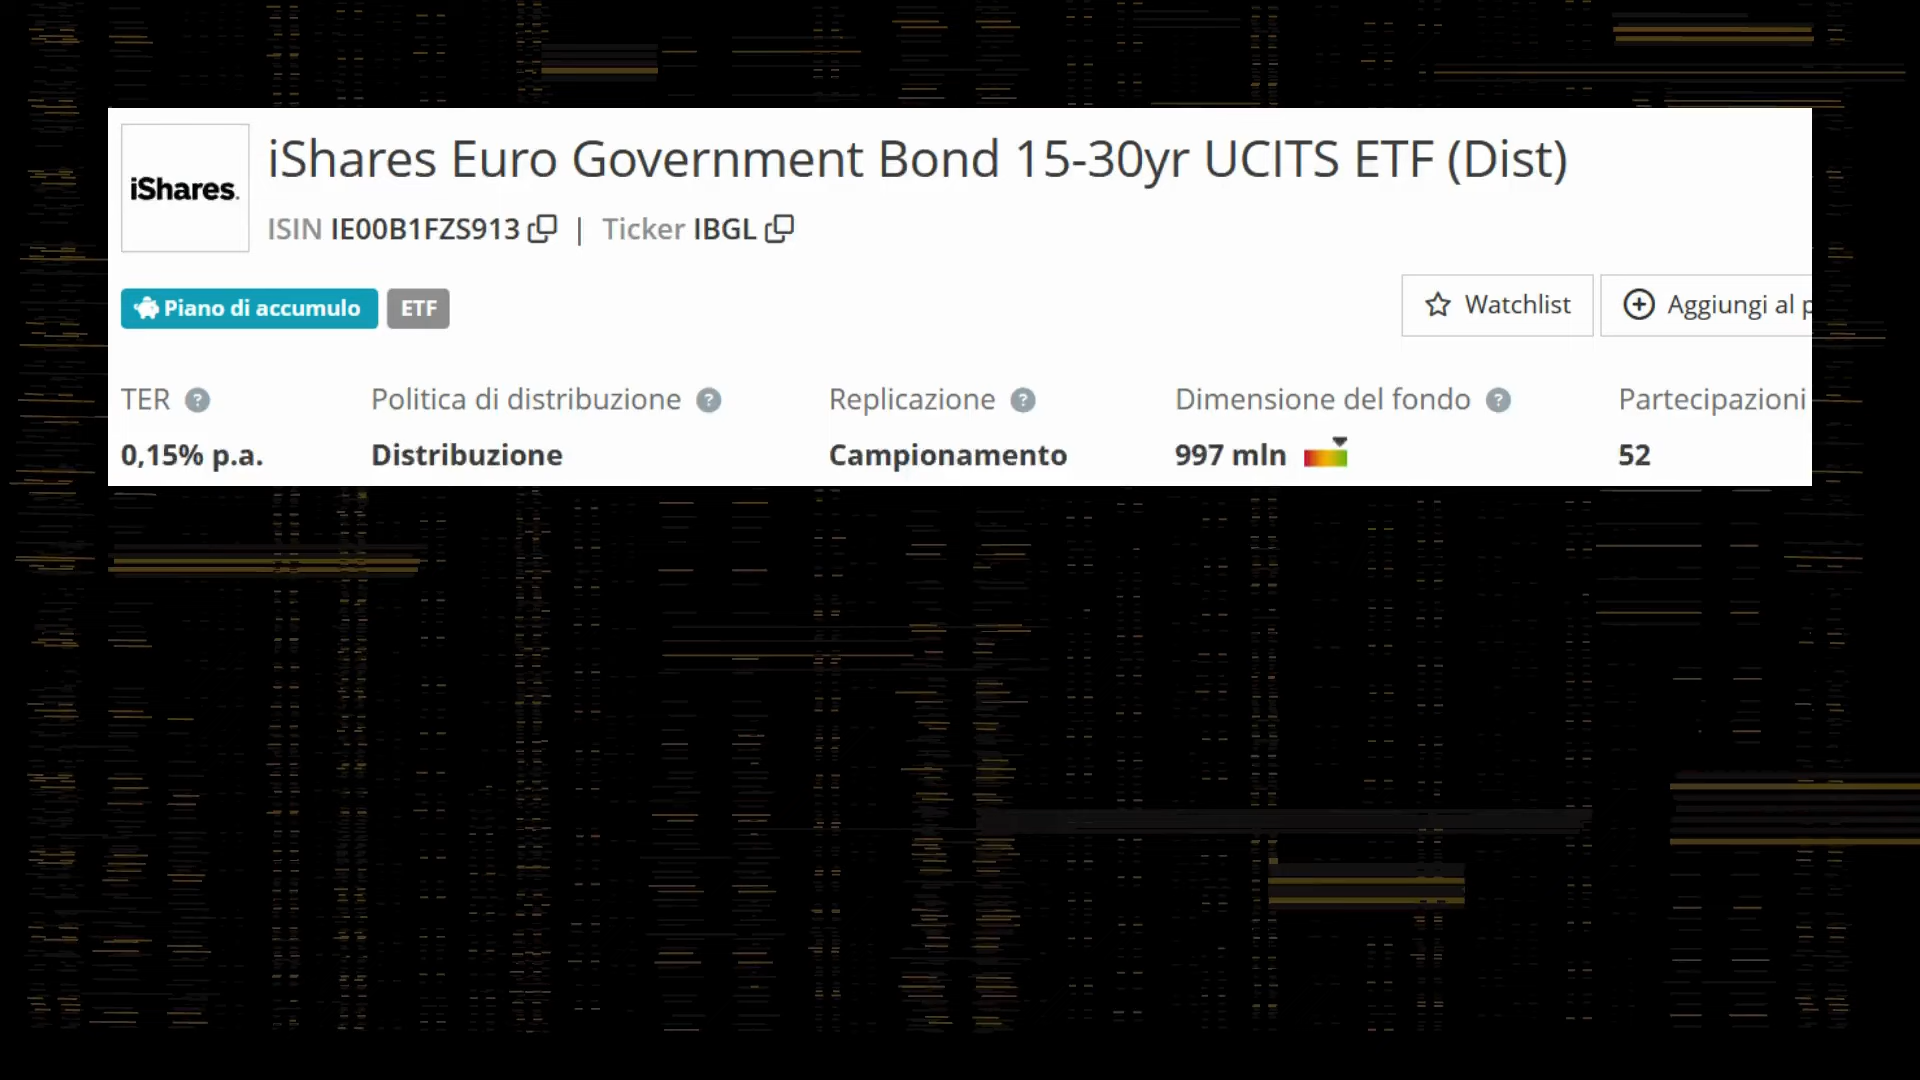 iShares.
iShares Euro Government Bond 15-30yr UCITS ETF (Dist)
ISIN IE00B1FZS913 | Ticker IBGL
Piano di accumulo ETF
Watchlist Aggiungi al p
TER ? Politica di distribuzione ? Replicazione ? Dimensione del fondo ? Partecipazioni
0,15% p.a. Distribuzione Campionamento 997 mln 52